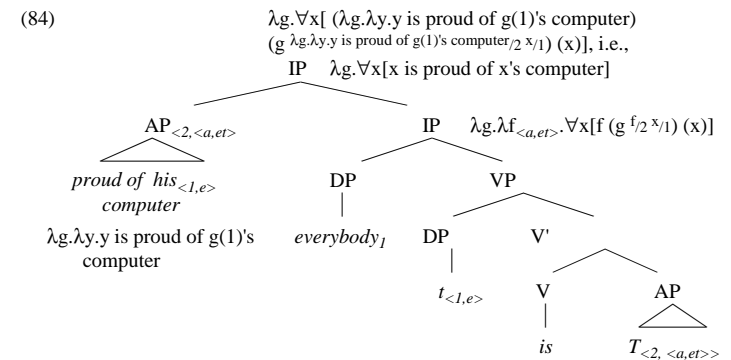 (84) λg.∀x[ (λg.λy.y is proud of g(1)'s computer)
(g λg.λy.y is proud of g(1)'s computer/2 x/1) (x)], i.e.,
IP λg.∀x[x is proud of x's computer]
AP<2,<a,et> IP λg.λf<a,et>.∀x[f (g f/2 x/1) (x)]
proud of his<1,e> DP VP
computer
λg.λy.y is proud of g(1)'s everybody1 DP V'
computer
t<1,e> V AP
is T<2, <a,et>>